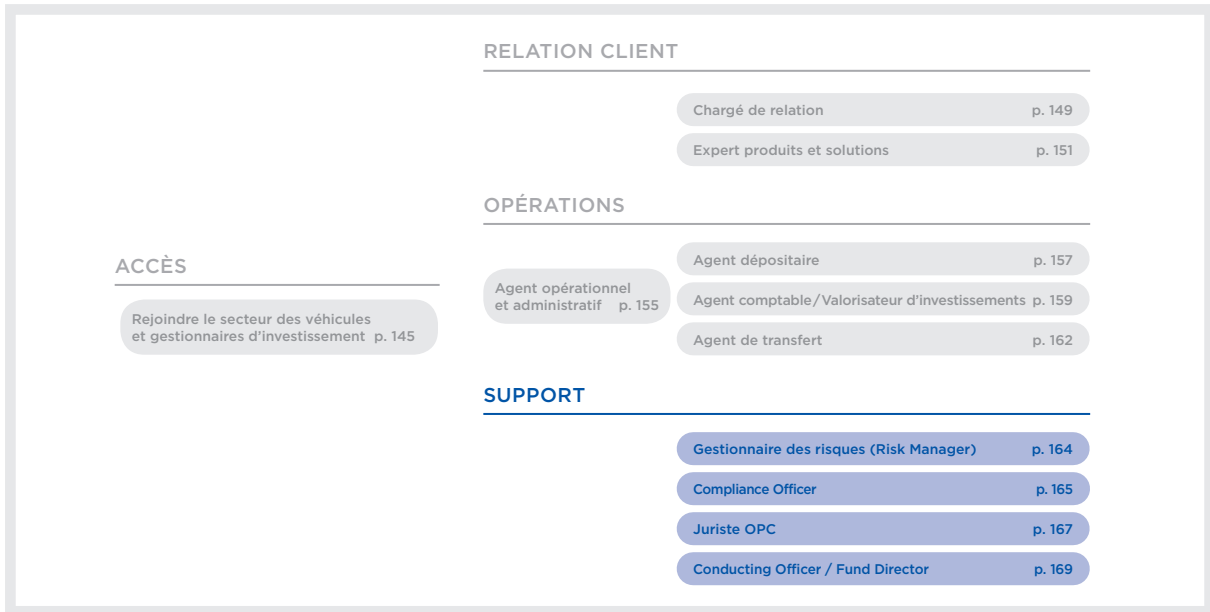 RELATION CLIENT
Chargé de relation p. 149
Expert produits et solutions p. 151
OPÉRATIONS
Agent opérationnel
et administratif p. 155
Agent dépositaire p. 157
Agent comptable/Valorisateur d'investissements p. 159
Agent de transfert p. 162
ACCÈS
Rejoindre le secteur des véhicules
et gestionnaires d'investissement p. 145
SUPPORT
Gestionnaire des risques (Risk Manager) p. 164
Compliance Officer p. 165
Juriste OPC p. 167
Conducting Officer / Fund Director p. 169